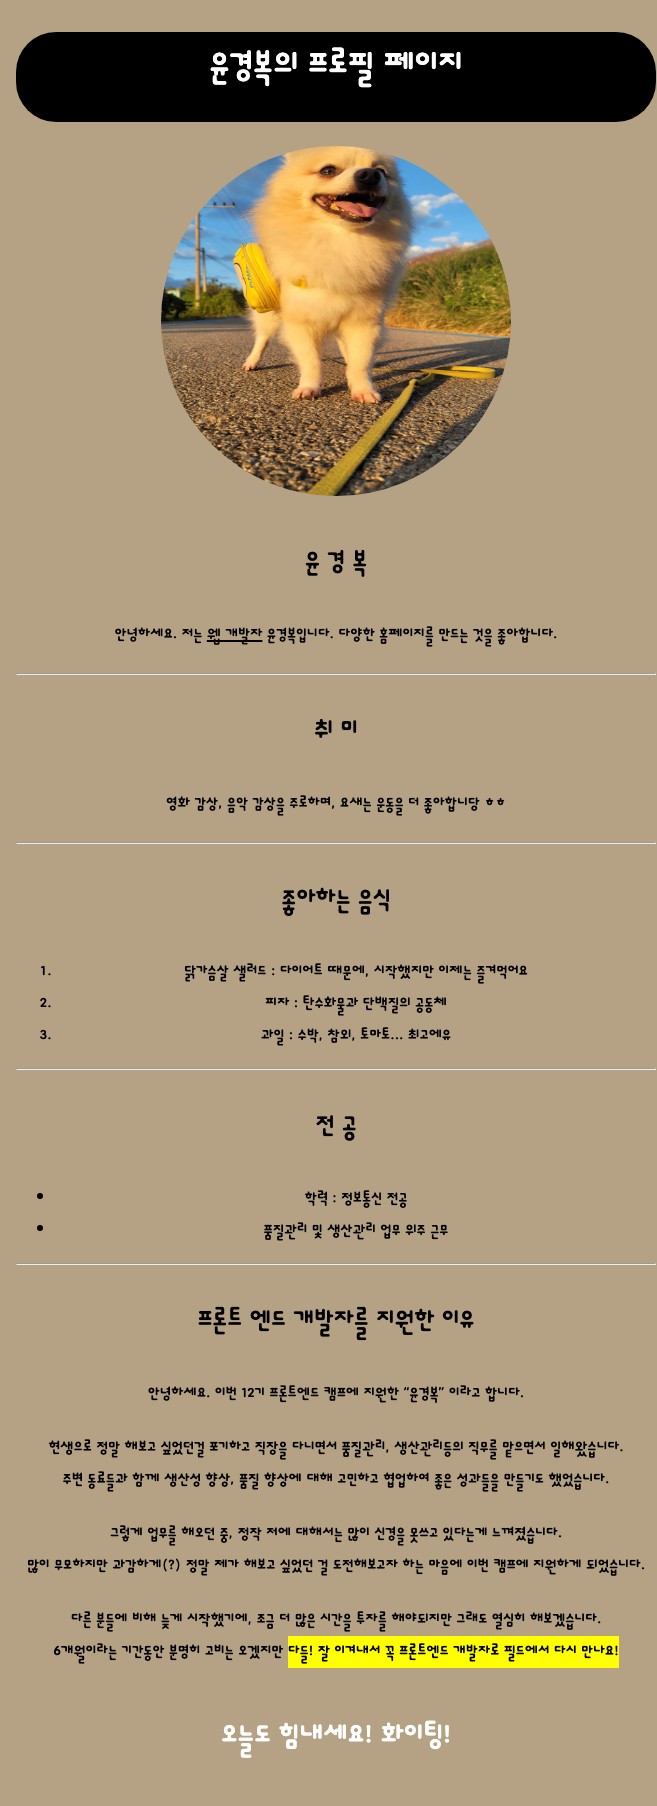 윤경복의 프로필 페이지
윤 경 복
안녕하세요. 저는 웹 개발자 윤경복입니다. 다양한 홈페이지를 만드는 것을 좋아합니다.
취 미
영화 감상, 음악 감상을 주로하며, 요새는 운동을 더 좋아합니당 ㅎㅎ
좋아하는 음식
1. 닭가슴살 샐러드 : 다이어트 때문에, 시작했지만 이제는 즐겨먹어요
2. 피자 : 탄수화물과 단백질의 공동체
3. 과일 : 수박, 참외, 토마토... 최고에유
전 공
• 학력 : 정보통신 전공
• 품질관리 및 생산관리 업무 위주 근무
프론트 엔드 개발자를 지원한 이유
안녕하세요. 이번 12기 프론트엔드 캠프에 지원한 “윤경복” 이라고 합니다.
현생으로 정말 해보고 싶었던걸 포기하고 직장을 다니면서 품질관리, 생산관리등의 직무를 맡으면서 일해왔습니다.
주변 동료들과 함께 생산성 향상, 품질 향상에 대해 고민하고 협업하여 좋은 성과들을 만들기도 했었습니다.
그렇게 업무를 해오던 중, 정작 저에 대해서는 많이 신경을 못쓰고 있다는게 느껴졌습니다.
많이 무모하지만 과감하게(?) 정말 제가 해보고 싶었던 걸 도전해보고자 하는 마음에 이번 캠프에 지원하게 되었습니다.
다른 분들에 비해 늦게 시작했기에, 조금 더 많은 시간을 투자를 해야되지만 그래도 열심히 해보겠습니다.
6개월이라는 기간동안 분명히 고비는 오겠지만 다들! 잘 이겨내서 꼭 프론트엔드 개발자로 필드에서 다시 만나요!
오늘도 힘내세요! 화이팅!